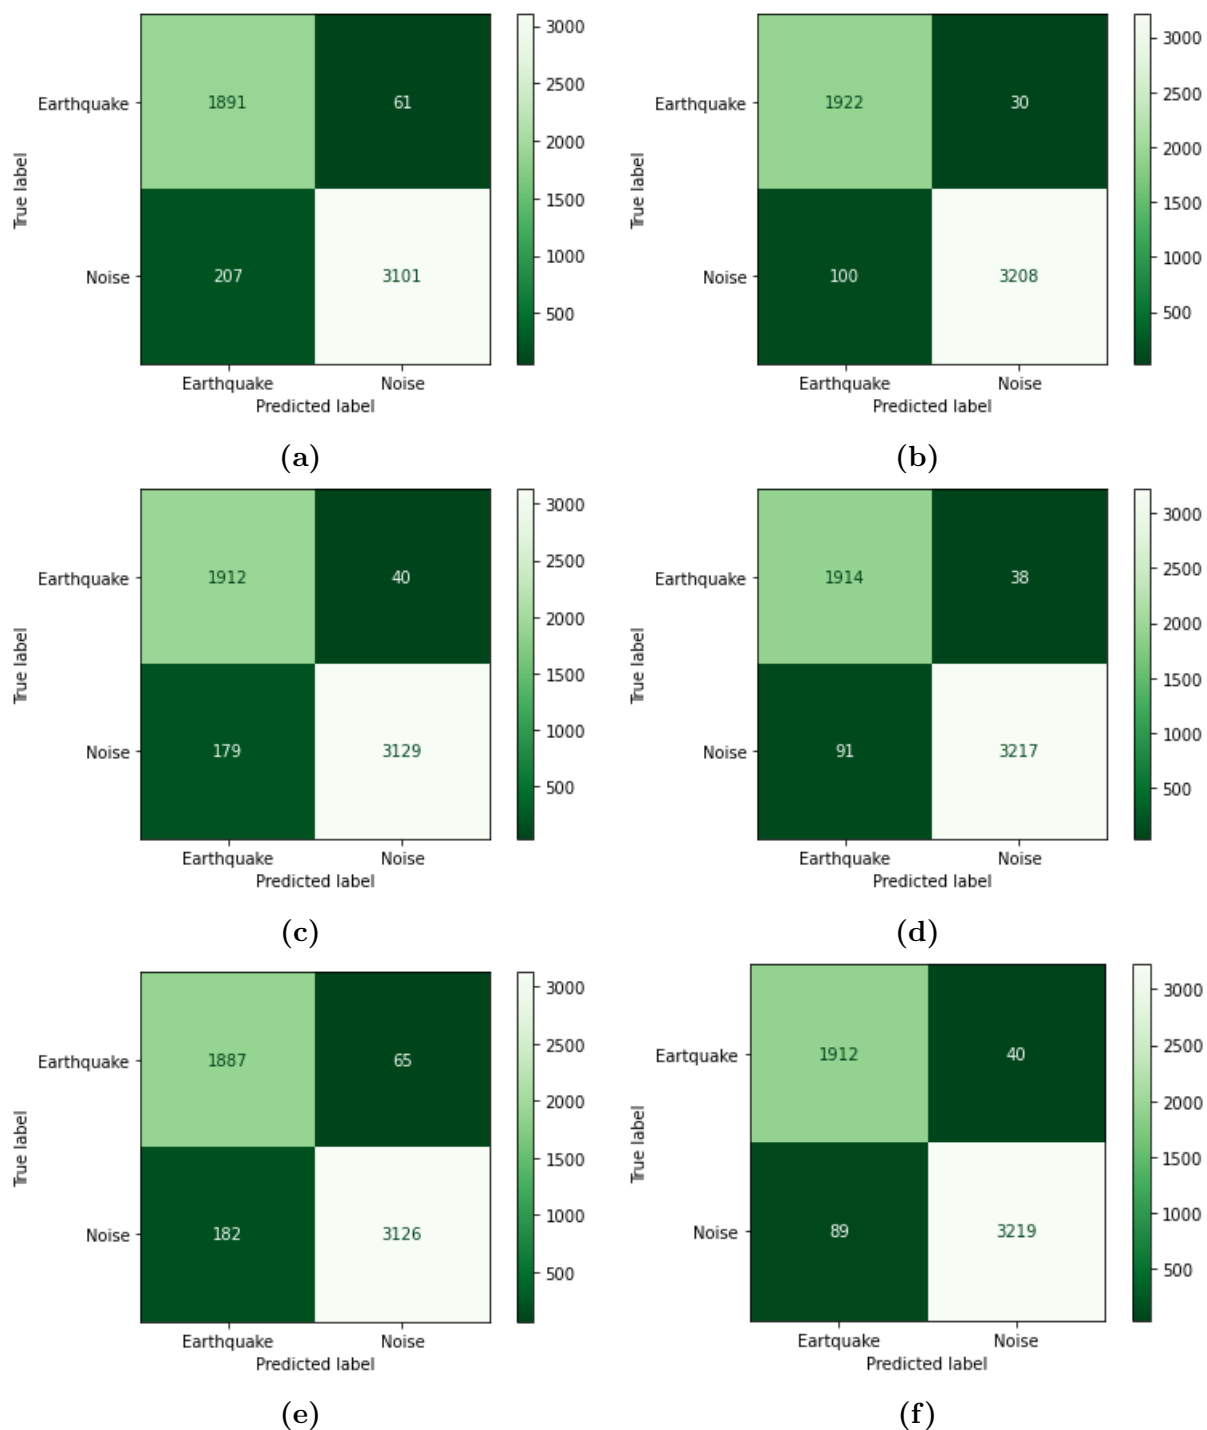 3000
2500
2000
1500
1000
500
Earthquake
Noise
True label
1891
61
207
3101
Earthquake
Noise
Predicted label
(a)
3000
2500
2000
1500
1000
500
Earthquake
Noise
True label
1922
30
100
3208
Earthquake
Noise
Predicted label
(b)
3000
2500
2000
1500
1000
500
Earthquake
Noise
True label
1912
40
179
3129
Earthquake
Noise
Predicted label
(c)
3000
2500
2000
1500
1000
500
Earthquake
Noise
True label
1914
38
91
3217
Earthquake
Noise
Predicted label
(d)
3000
2500
2000
1500
1000
500
Earthquake
Noise
True label
1887
65
182
3126
Earthquake
Noise
Predicted label
(e)
3000
2500
2000
1500
1000
500
Eartquake
Noise
True label
1912
40
89
3219
Eartquake
Noise
Predicted label
(f)